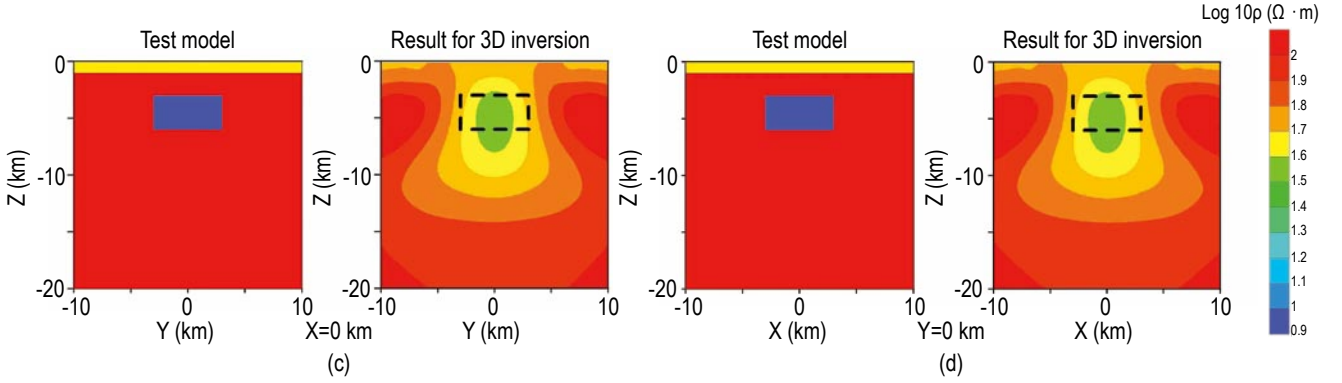 Log 10ρ (Ω · m)
Test model
Result for 3D inversion
Test model
Result for 3D inversion
0
-10
-20
Z (km)
-10
0
10
Y (km)
X=0 km
0
-10
-20
Z (km)
-10
0
10
Y (km)
(c)
0
-10
-20
Z (km)
-10
0
10
X (km)
Y=0 km
0
-10
-20
Z (km)
-10
0
10
X (km)
(d)
2
1.9
1.8
1.7
1.6
1.5
1.4
1.3
1.2
1.1
1
0.9